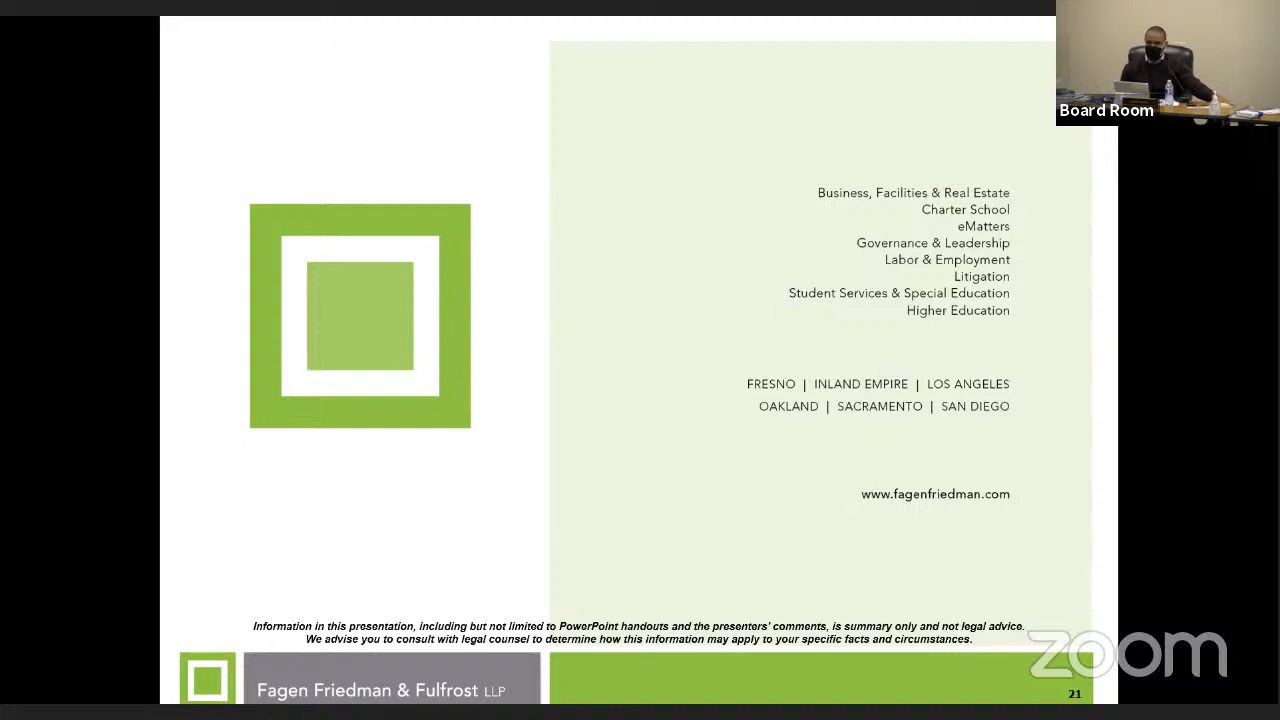 Board Room
Business, Facilities & Real Estate
Charter School
eMatters
Governance & Leadership
Labor & Employment
Litigation
Student Services & Special Education
Higher Education
FRESNO | INLAND EMPIRE | LOS ANGELES
OAKLAND | SACRAMENTO | SAN DIEGO
www.fagenfriedman.com
Information in this presentation, including but not limited to PowerPoint handouts and the presenters' comments, is summary only and not legal advice.
We advise you to consult with legal counsel to determine how this information may apply to your specific facts and circumstances.
zoom
Fagen Friedman & Fulfrost LLP
21